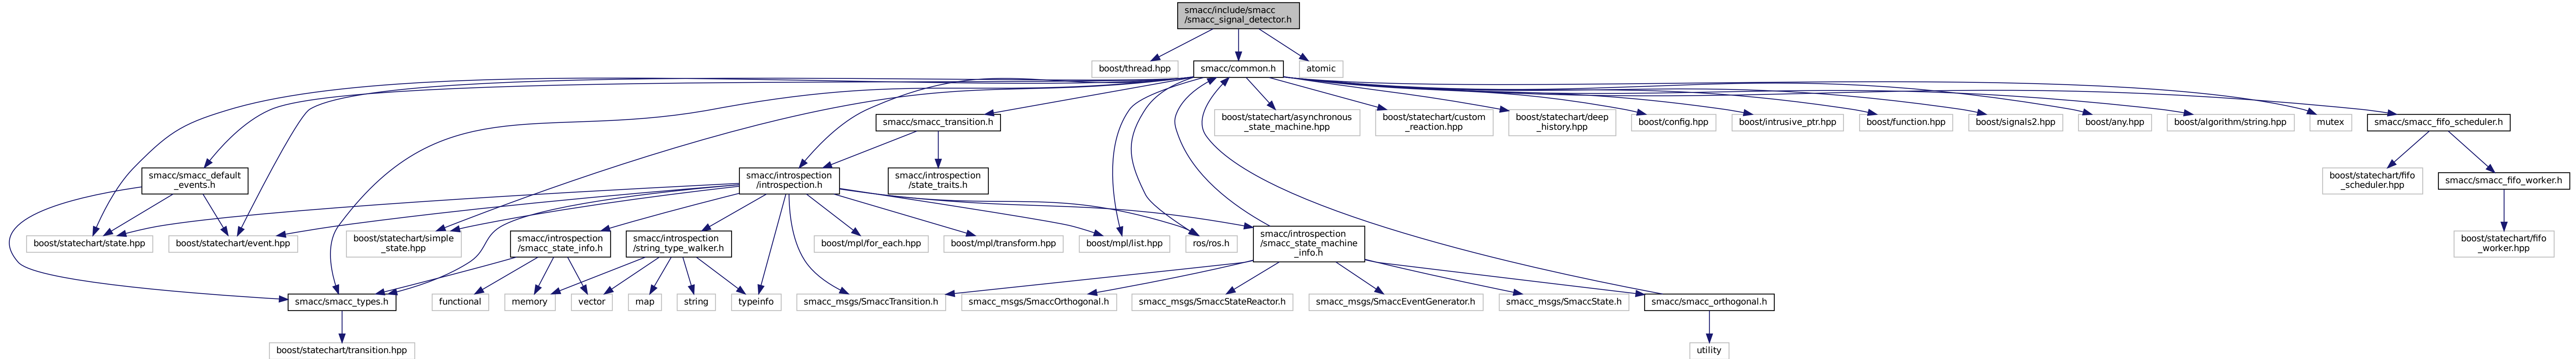 smacc/include/smacc
/smacc_signal_detector.h
boost/thread.hpp
smacc/common.h
atomic
smacc/smacc_transition.h
boost/statechart/asynchronous
_state_machine.hpp
boost/statechart/custom
_reaction.hpp
boost/statechart/deep
_history.hpp
boost/config.hpp
boost/intrusive_ptr.hpp
boost/function.hpp
boost/signals2.hpp
boost/any.hpp
boost/algorithm/string.hpp
mutex
smacc/smacc_fifo_scheduler.h
smacc/smacc_default
_events.h
smacc/introspection
/introspection.h
smacc/introspection
/state_traits.h
boost/statechart/fifo
_scheduler.hpp
smacc/smacc_fifo_worker.h
boost/statechart/state.hpp
boost/statechart/event.hpp
boost/statechart/simple
_state.hpp
smacc/introspection
/smacc_state_info.h
smacc/introspection
/string_type_walker.h
boost/mpl/for_each.hpp
boost/mpl/transform.hpp
boost/mpl/list.hpp
ros/ros.h
smacc/introspection
/smacc_state_machine
_info.h
boost/statechart/fifo
_worker.hpp
smacc/smacc_types.h
functional
memory
vector
map
string
typeinfo
smacc_msgs/SmaccTransition.h
smacc_msgs/SmaccOrthogonal.h
smacc_msgs/SmaccStateReactor.h
smacc_msgs/SmaccEventGenerator.h
smacc_msgs/SmaccState.h
smacc/smacc_orthogonal.h
boost/statechart/transition.hpp
utility